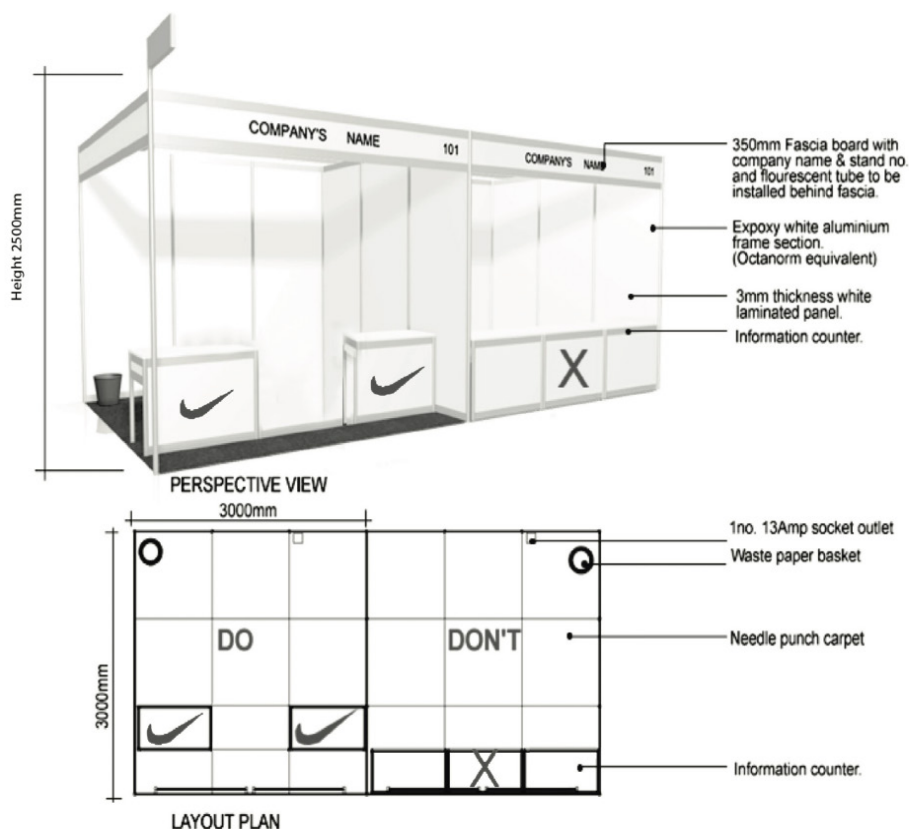 Height 2500mm
COMPANY'S NAME 101
COMPANY'S NAME 101
350mm Fascia board with
company name & stand no.
and flourescent tube to be
installed behind fascia.
Expoxy white aluminium
frame section.
(Octanorm equivalent)
3mm thickness white
laminated panel.
Information counter.
X
PERSPECTIVE VIEW
3000mm
3000mm
1no. 13Amp socket outlet
Waste paper basket
DO
DON'T
Needle punch carpet
X
Information counter.
LAYOUT PLAN